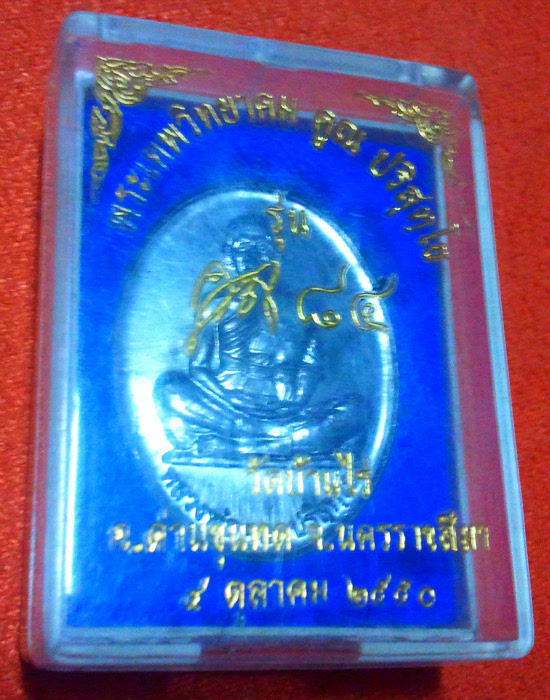 พระเทพวิทยาคม คูณ ปริสุทโธ
รุ่น
๘๕
วัดบ้านไร่
อ.ด่านขุนทด จ.นครราชสีมา
๔ ตุลาคม ๒๕๕๐